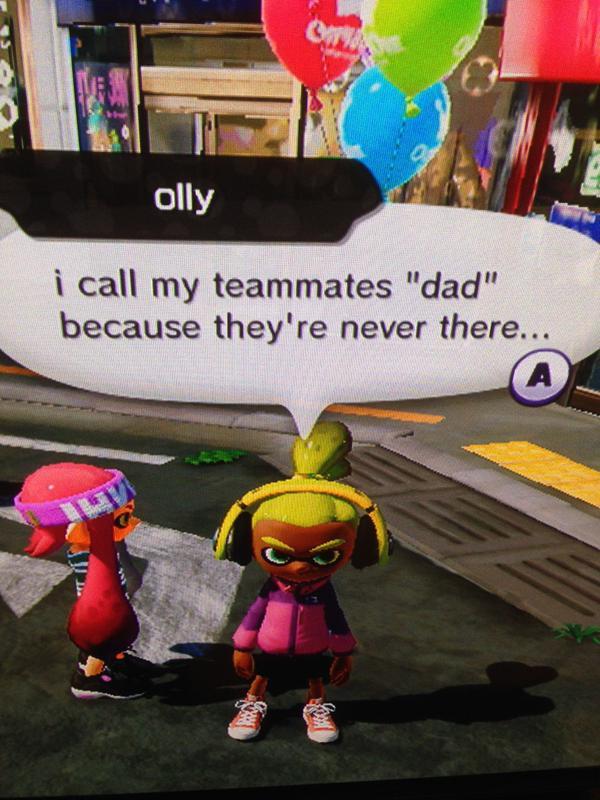 olly
i call my teammates "dad"
because they're never there...
A